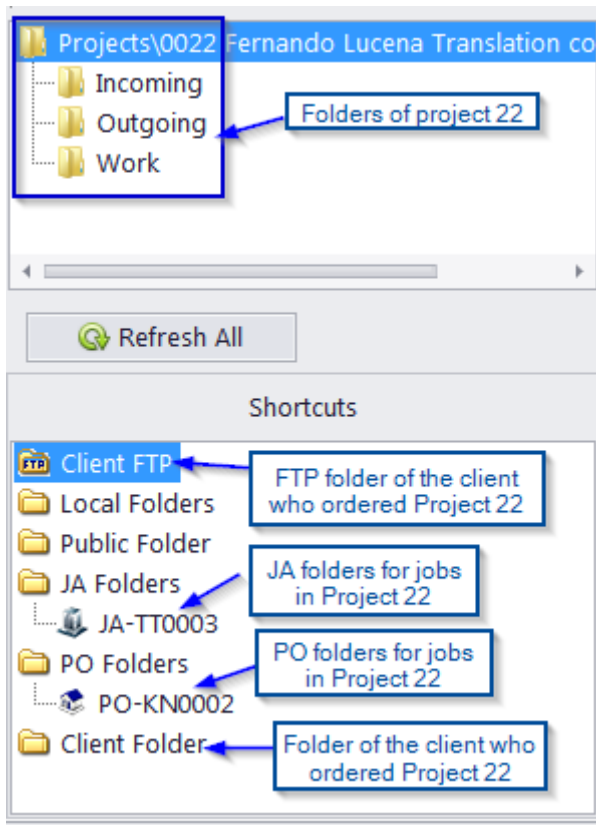 Projects\0022 Fernando Lucena Translation co
Incoming
Folders of project 22
Outgoing
Work
Refresh All
Shortcuts
Client FTP
FTP folder of the client
who ordered Project 22
Local Folders
Public Folder
JA Folders
JA folders for jobs
in Project 22
JA-TT0003
PO Folders
PO folders for jobs
in Project 22
PO-KN0002
Client Folder
Folder of the client who
ordered Project 22